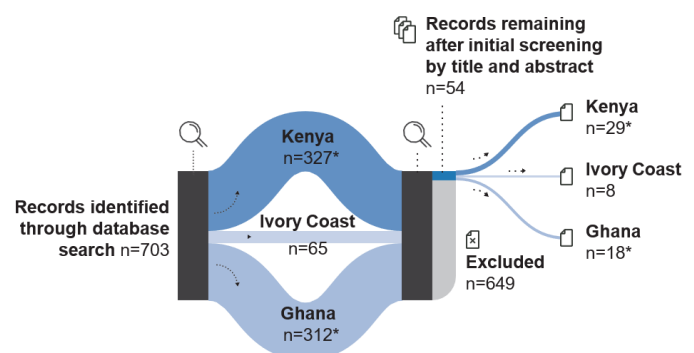 Records remaining
after initial screening
by title and abstract
n=54
Kenya
n=327*
Kenya
n=29*
Ivory Coast
n=8
Records identified
through database
search n=703
Ivory Coast
n=65
Ghana
n=18*
Excluded
n=649
Ghana
n=312*